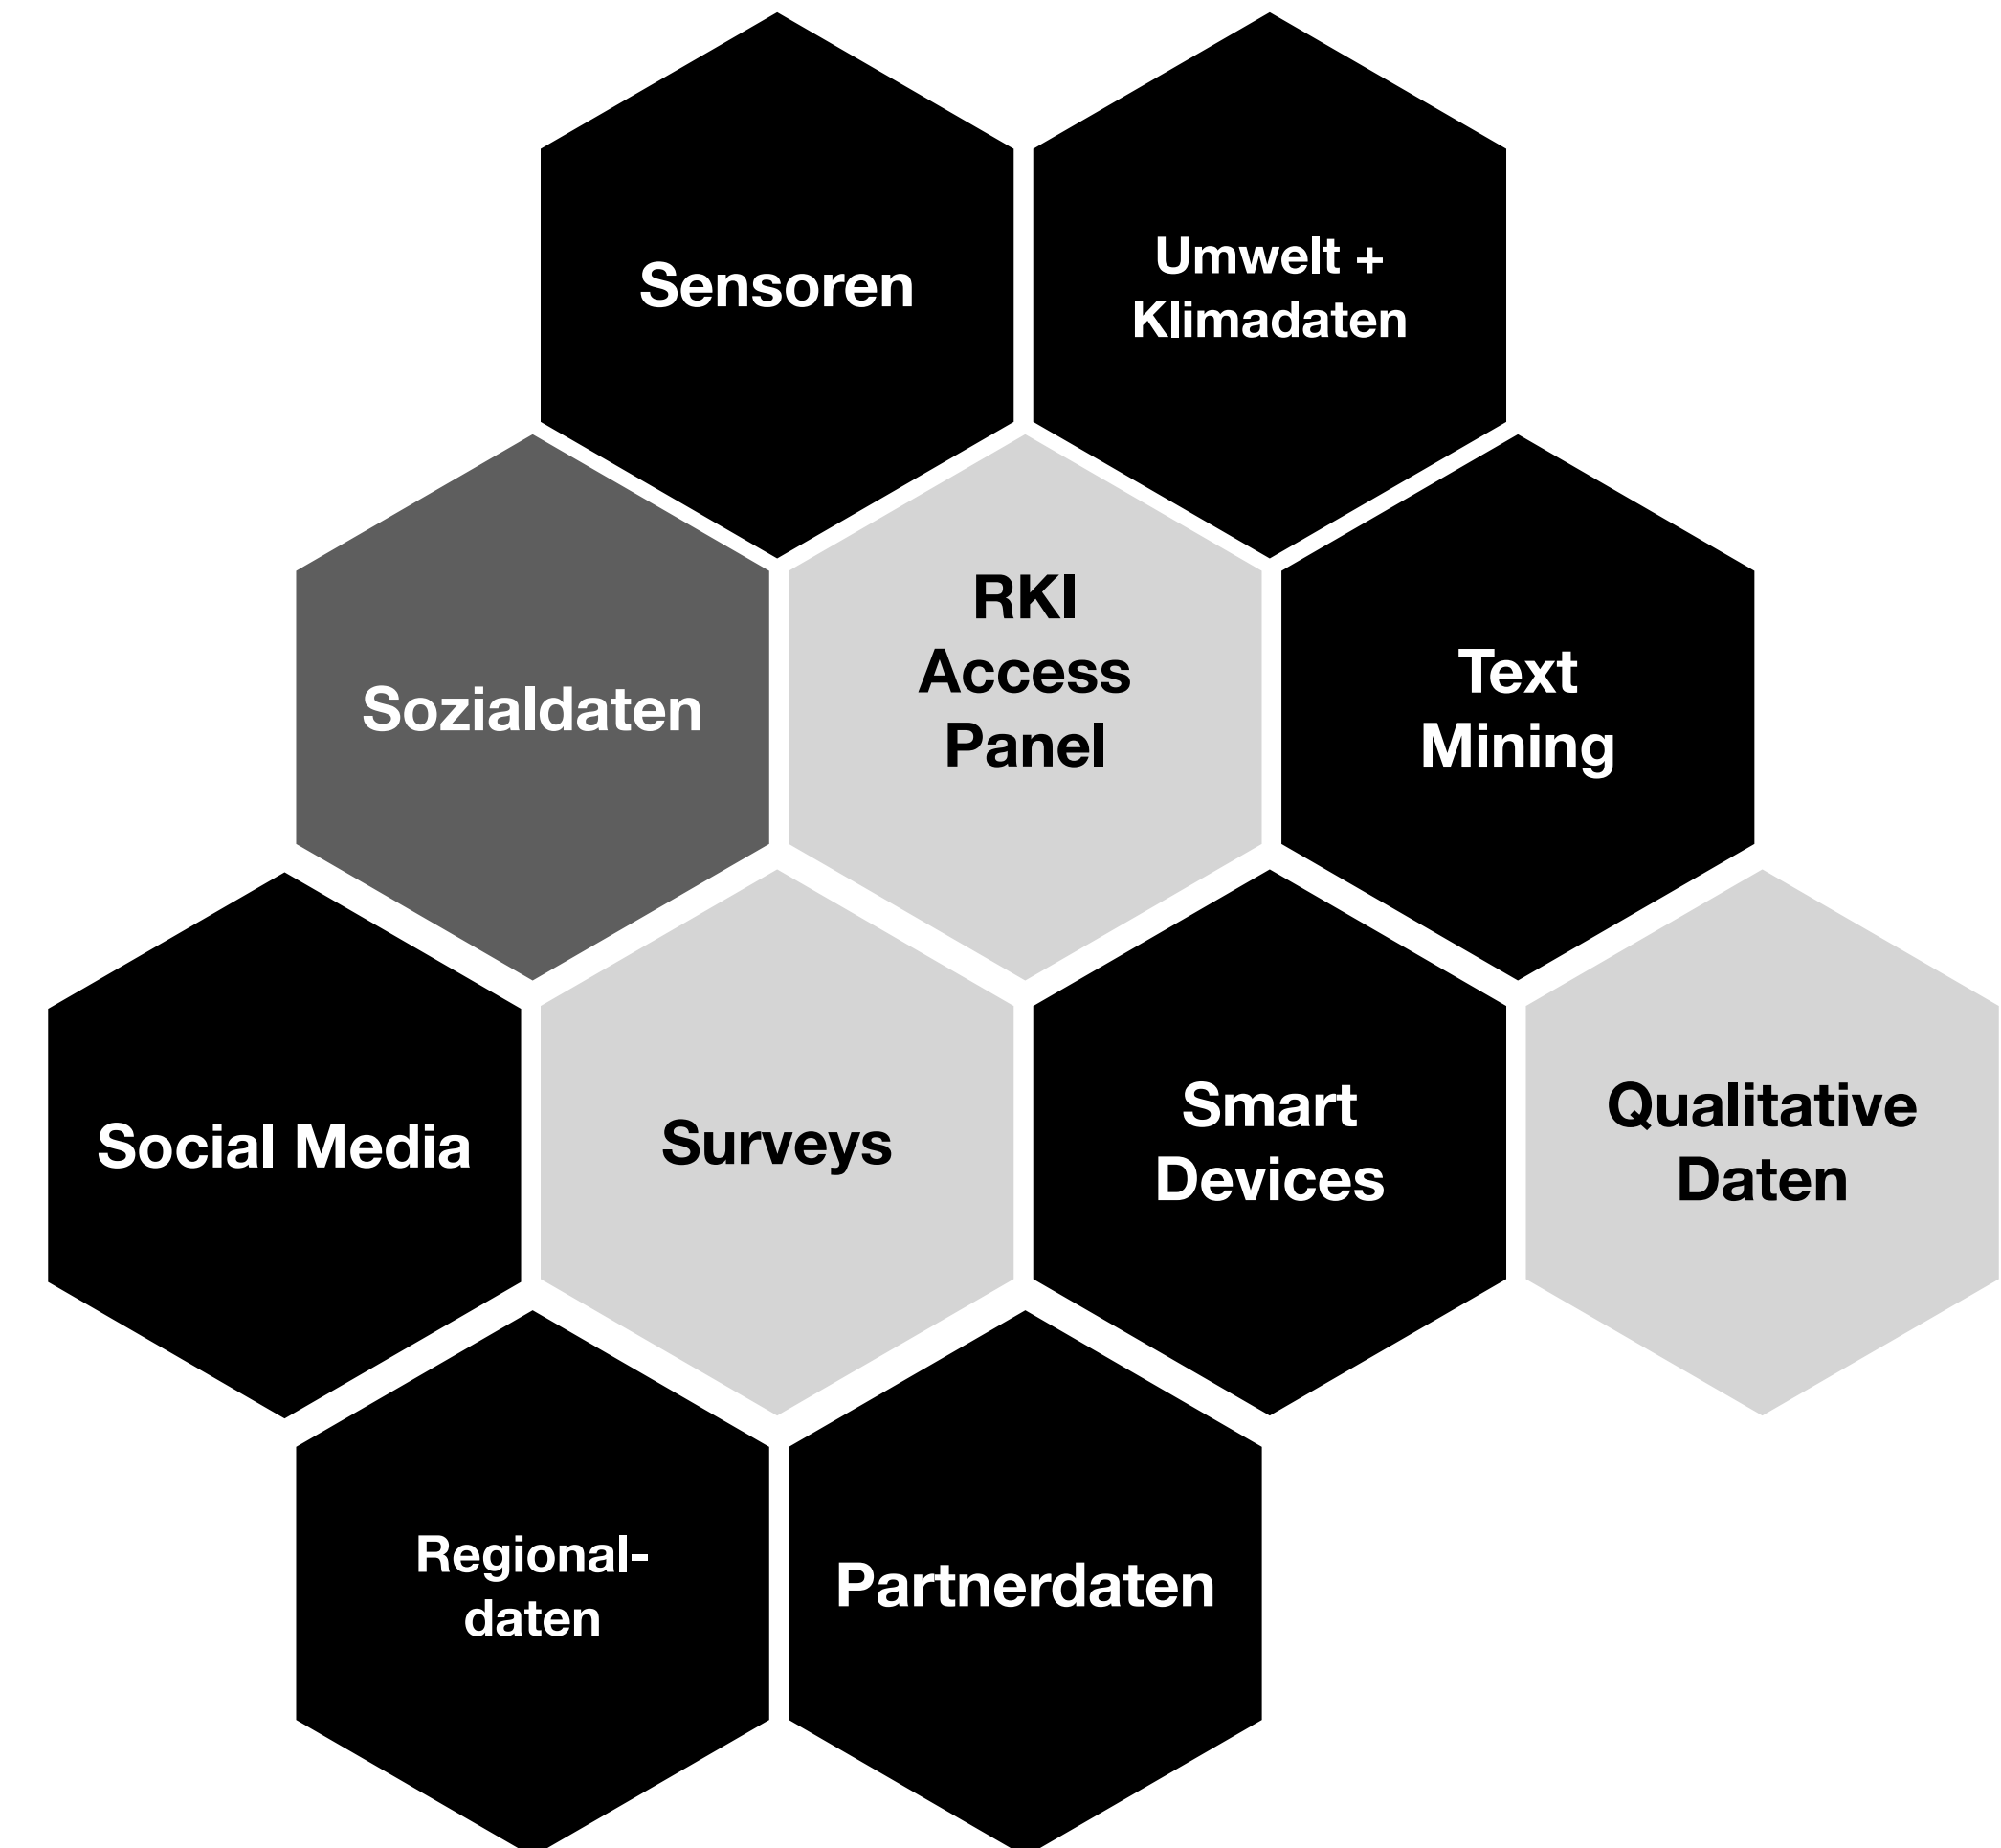 Sensoren
Umwelt +
Klimadaten
Sozialdaten
RKI
Access
Panel
Text
Mining
Social Media
Surveys
Smart
Devices
Qualitative
Daten
Regional-
daten
Partnerdaten